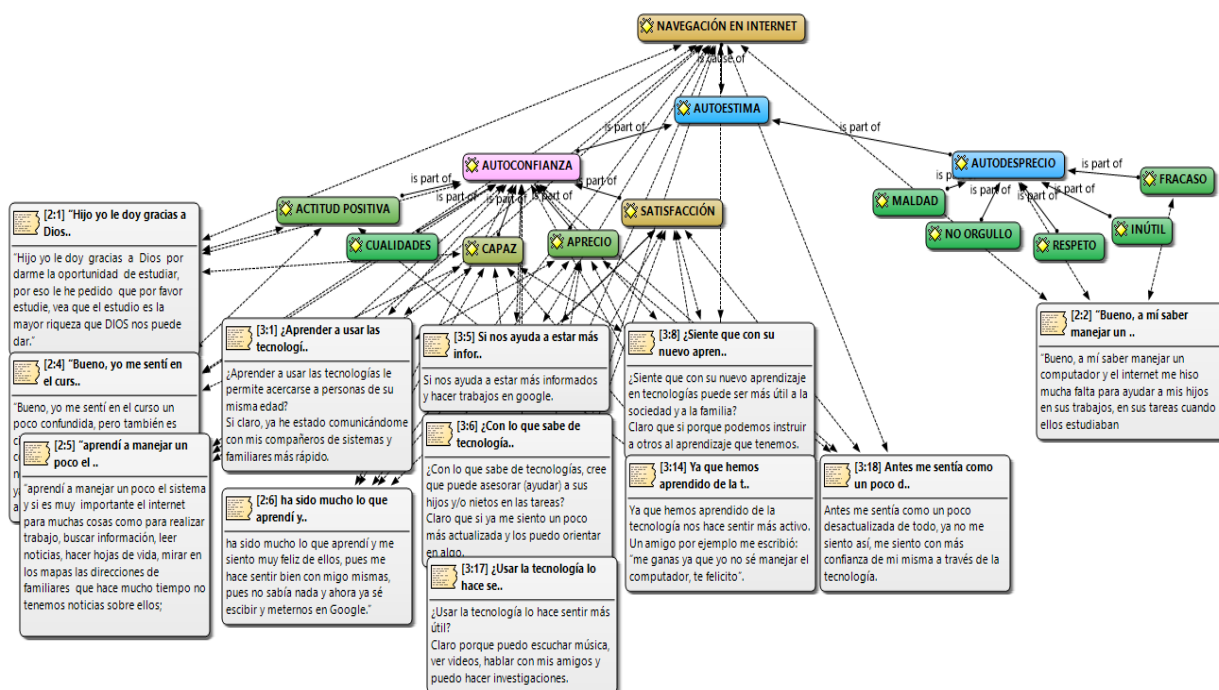 NAVEGACIÓN EN INTERNET
is cause of
AUTOESTIMA
is part of
is part of
AUTOCONFIANZA
AUTODESPRECIO
is part of
is part of
is part of
is part of
is part of
is part of
is part of
is part of
is part of
is part of
FRACASO
MALDAD
ACTITUD POSITIVA
SATISFACCIÓN
CUALIDADES
CAPAZ
APRECIO
NO ORGULLO
RESPETO
INÚTIL
[2:1] "Hijo yo le doy gracias a
Dios..
"Hijo yo le doy gracias a Dios por
darme la oportunidad de estudiar,
por eso le he pedido que por favor
estudie, vea que el estudio es la
mayor riqueza que DIOS nos puede
dar."
[2:4] "Bueno, yo me sentí en
el curs..
"Bueno, yo me sentí en el curso un
poco confundida, pero también es
[2:5] "aprendí a manejar un
poco el ..
"aprendí a manejar un poco el sistema
y si es muy importante el internet
para muchas cosas como para realizar
trabajo, buscar información, leer
noticias, hacer hojas de vida, mirar en
los mapas las direcciones de
familiares que hace mucho tiempo no
tenemos noticias sobre ellos;
[3:1] ¿Aprender a usar las
tecnologí..
¿Aprender a usar las tecnologías le
permite acercarse a personas de su
misma edad?
Si claro, ya he estado comunicándome
con mis compañeros de sistemas y
familiares más rápido.
[2:6] ha sido mucho lo que
aprendí y..
ha sido mucho lo que aprendí y me
siento muy feliz de ellos, pues me
hace sentir bien con migo mismas,
pues no sabía nada y ahora ya sé
escibir y meternos en Google."
[3:5] Si nos ayuda a estar más
infor..
Si nos ayuda a estar más informados
y hacer trabajos en google.
[3:6] ¿Con lo que sabe de
tecnología..
¿Con lo que sabe de tecnologías, cree
que puede asesorar (ayudar) a sus
hijos y/o nietos en las tareas?
Claro que si ya me siento un poco
más actualizada y los puedo orientar
en algo.
[3:17] ¿Usar la tecnología lo
hace se..
¿Usar la tecnología lo hace sentir más
útil?
Claro porque puedo escuchar música,
ver videos, hablar con mis amigos y
puedo hacer investigaciones.
[3:8] ¿Siente que con su
nuevo apren..
¿Siente que con su nuevo aprendizaje
en tecnologías puede ser más útil a la
sociedad y a la familia?
Claro que si porque podemos instruir
a otros al aprendizaje que tenemos.
[3:14] Ya que hemos
aprendido de la t..
Ya que hemos aprendido de la
tecnología nos hace sentir más activo.
Un amigo por ejemplo me escribió:
"me ganas ya que yo no sé manejar el
computador, te felicito".
[3:18] Antes me sentía como
un poco d..
Antes me sentía como un poco
desactualizada de todo, ya no me
siento así, me siento con más
confianza de mi misma a través de la
tecnología.
[2:2] "Bueno, a mí saber
manejar un ..
"Bueno, a mí saber manejar un
computador y el internet me hiso
mucha falta para ayudar a mis hijos
en sus trabajos, en sus tareas cuando
ellos estudiaban